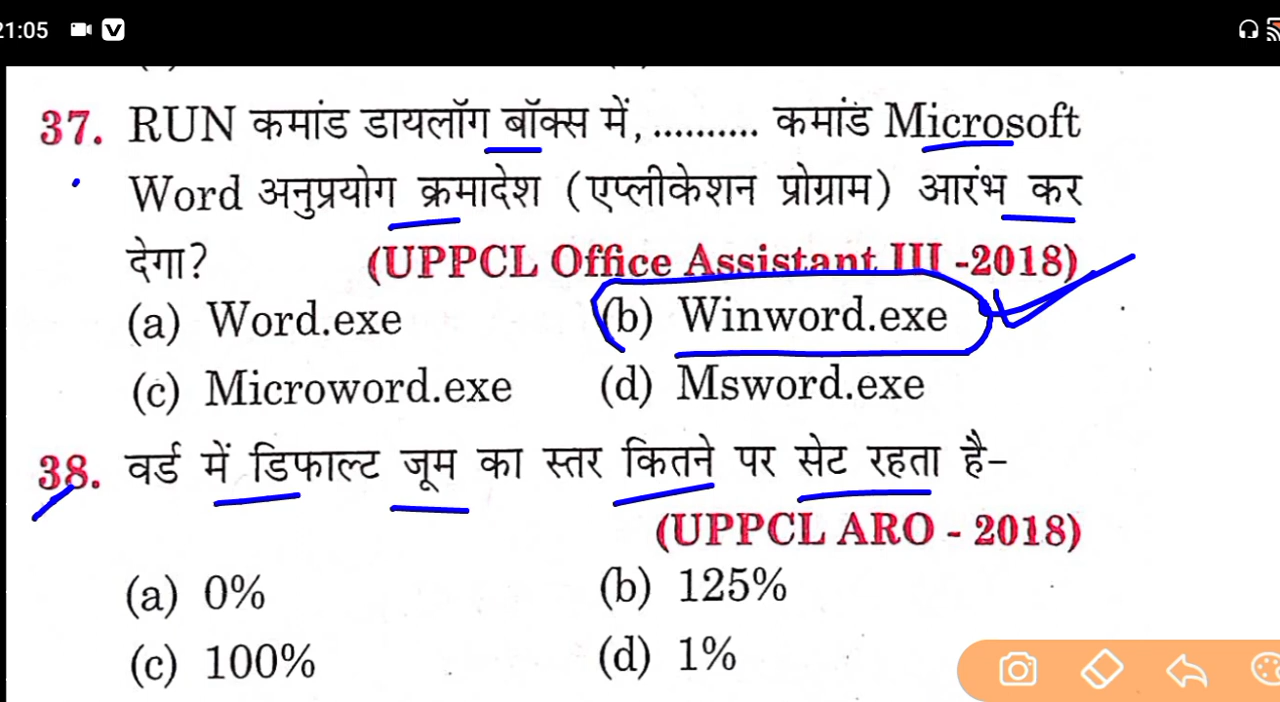 21:05
37. RUN कमांड डायलॉग बॉक्स में, .......... कमांड Microsoft
Word अनुप्रयोग क्रमादेश (एप्लीकेशन प्रोग्राम) आरंभ कर
देगा? (UPPCL Office Assistant III -2018)
(a) Word.exe (b) Winword.exe
(c) Microword.exe (d) Msword.exe
38. वर्ड में डिफाल्ट जूम का स्तर कितने पर सेट रहता है-
(UPPCL ARO - 2018)
(a) 0% (b) 125%
(c) 100% (d) 1%